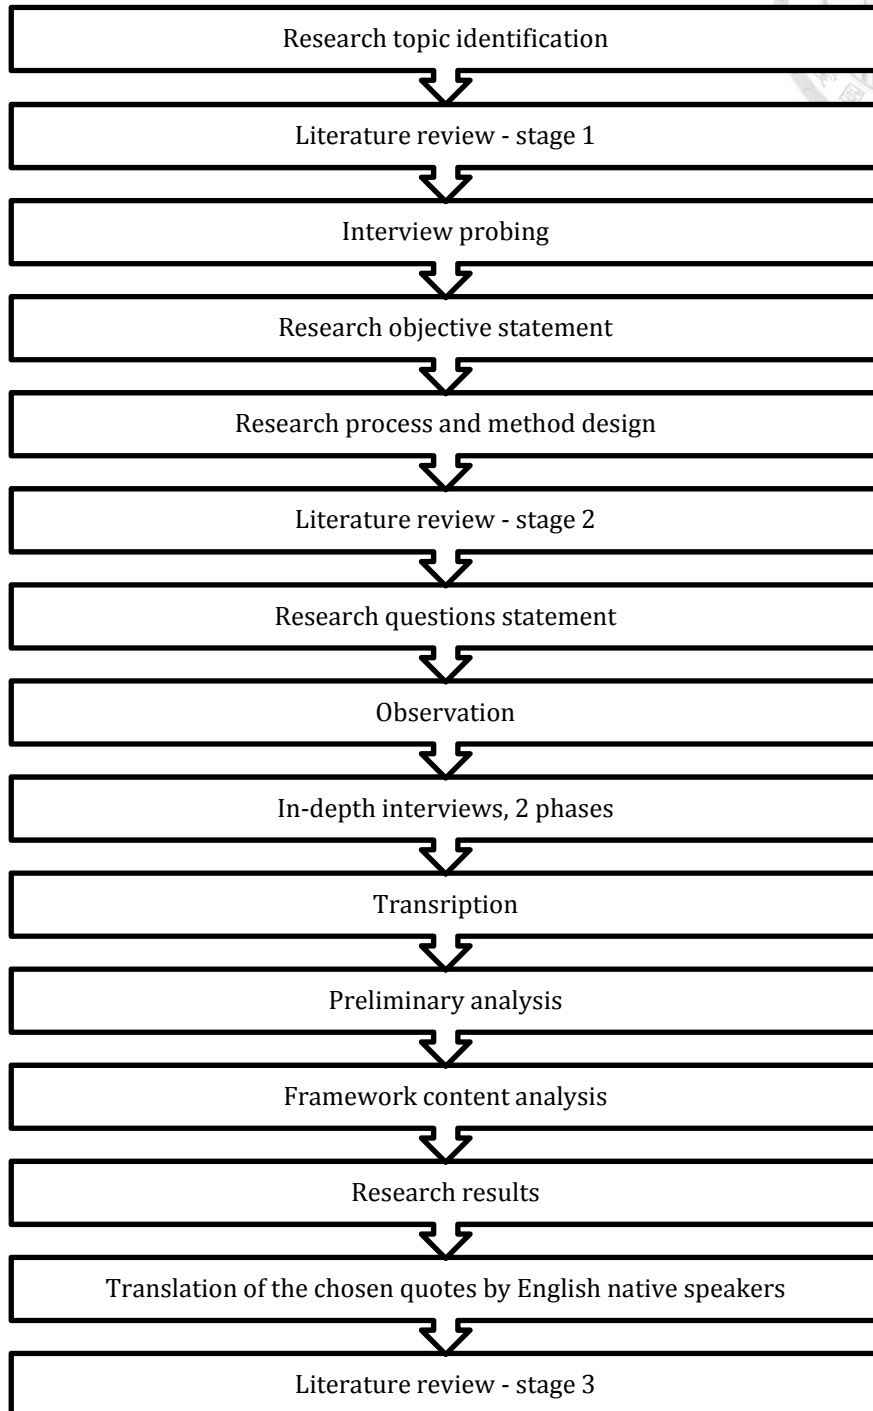 Research topic identification
Literature review - stage 1
Interview probing
Research objective statement
Research process and method design
Literature review - stage 2
Research questions statement
Observation
In-depth interviews, 2 phases
Transription
Preliminary analysis
Framework content analysis
Research results
Translation of the chosen quotes by English native speakers
Literature review - stage 3